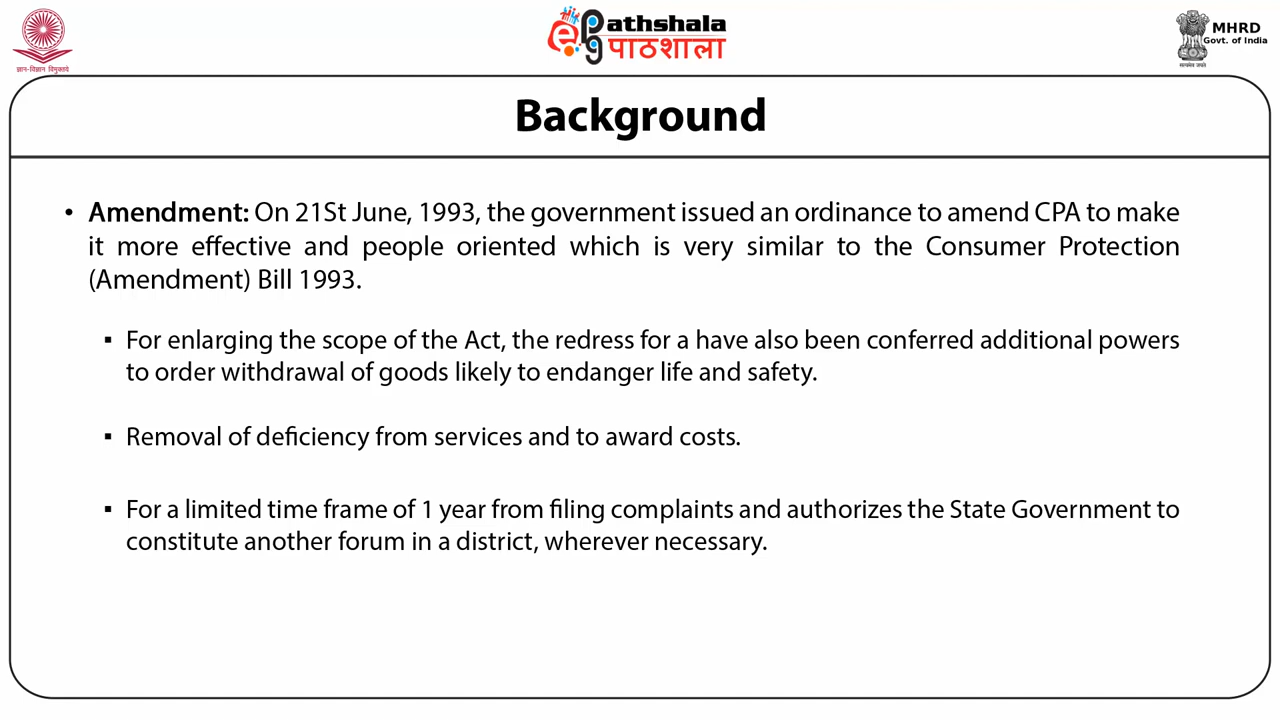 ज्ञान-विज्ञान विमुक्तये
ePathshala
पाठशाला
MHRD
Govt. of India
सत्यमेव जयते
Background
• Amendment: On 21St June, 1993, the government issued an ordinance to amend CPA to make
it more effective and people oriented which is very similar to the Consumer Protection
(Amendment) Bill 1993.
▪ For enlarging the scope of the Act, the redress for a have also been conferred additional powers
to order withdrawal of goods likely to endanger life and safety.
▪ Removal of deficiency from services and to award costs.
▪ For a limited time frame of 1 year from filing complaints and authorizes the State Government to
constitute another forum in a district, wherever necessary.